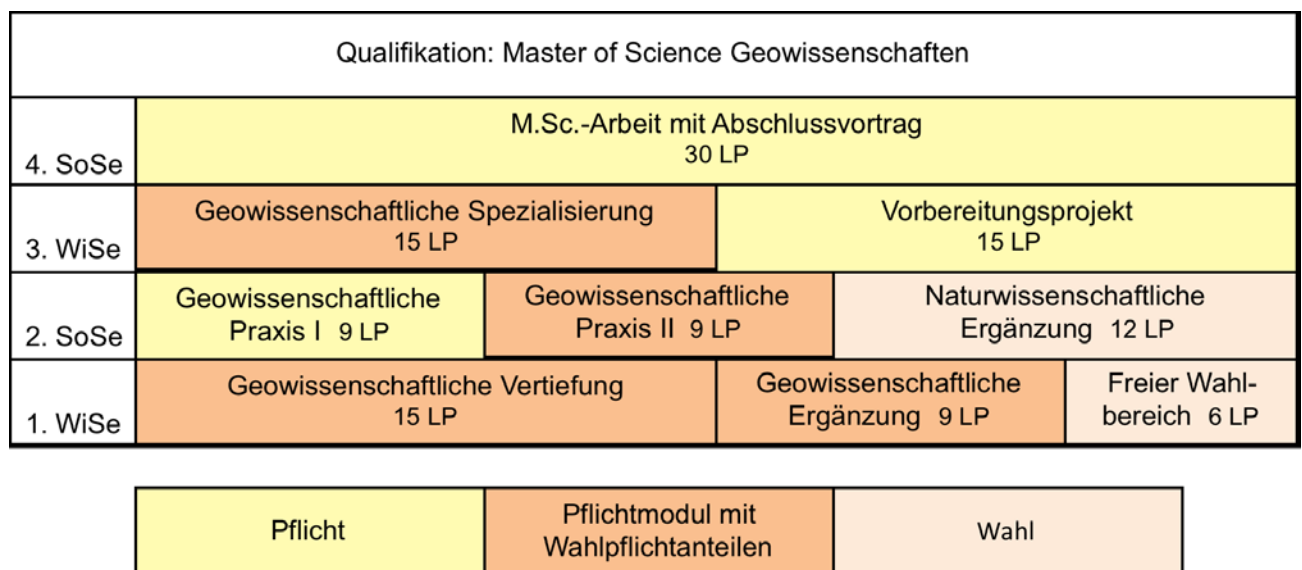 Qualifikation: Master of Science Geowissenschaften
4. SoSe
M.Sc.-Arbeit mit Abschlussvortrag
30 LP
3. WiSe
Geowissenschaftliche Spezialisierung
15 LP
Vorbereitungsprojekt
15 LP
2. SoSe
Geowissenschaftliche
Praxis I 9 LP
Geowissenschaftliche
Praxis II 9 LP
Naturwissenschaftliche
Ergänzung 12 LP
1. WiSe
Geowissenschaftliche Vertiefung
15 LP
Geowissenschaftliche
Ergänzung 9 LP
Freier Wahl-
bereich 6 LP
Pflicht
Pflichtmodul mit
Wahlpflichtanteilen
Wahl